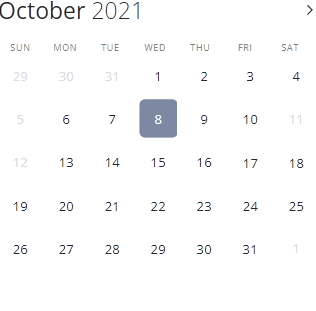 October 2021
SUN MON TUE WED THU FRI SAT
29 30 31 1 2 3 4
5 6 7 8 9 10 11
12 13 14 15 16 17 18
19 20 21 22 23 24 25
26 27 28 29 30 31 1